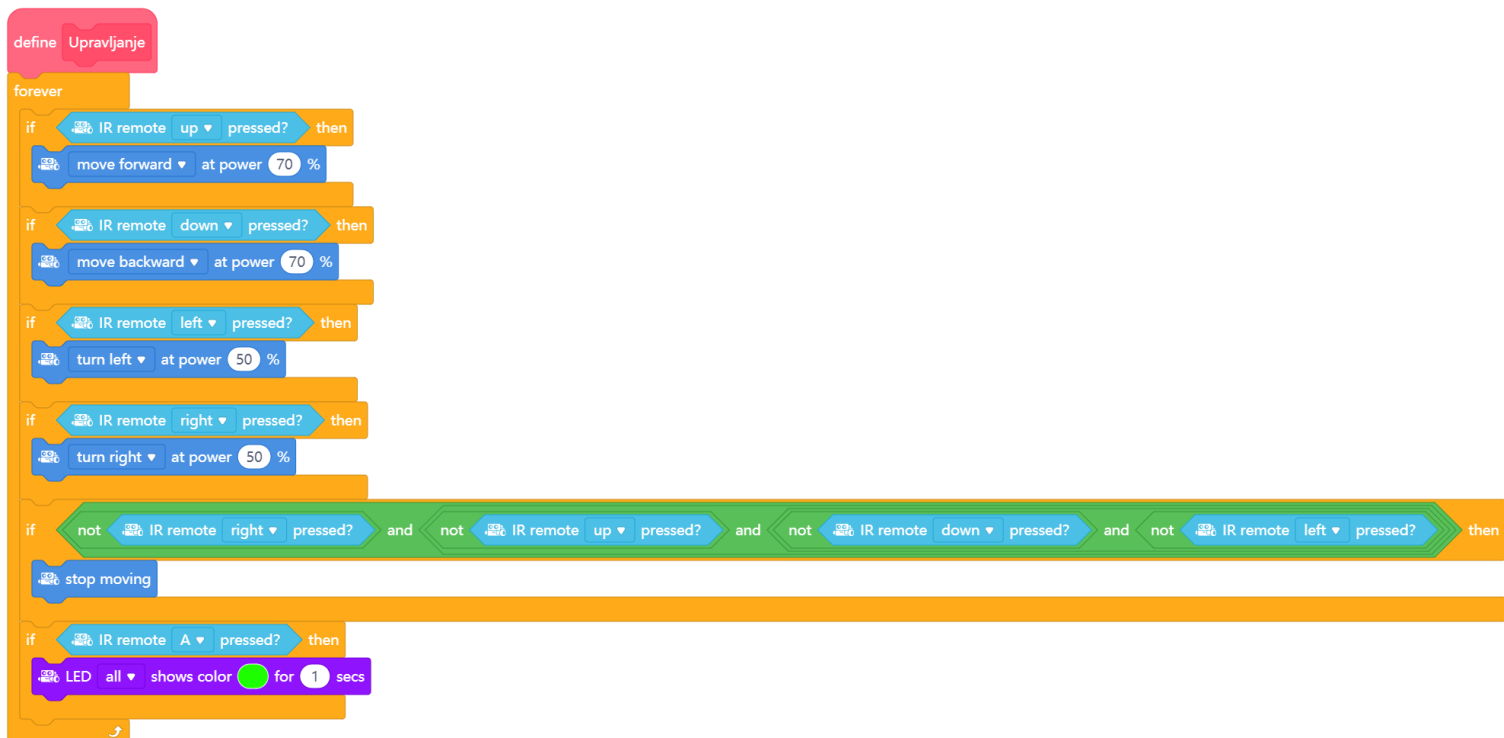 define Upravljanje
forever
if IR remote up pressed? then
move forward at power 70 %
if IR remote down pressed? then
move backward at power 70 %
if IR remote left pressed? then
turn left at power 50 %
if IR remote right pressed? then
turn right at power 50 %
if not IR remote right pressed? and not IR remote up pressed? and not IR remote down pressed? and not IR remote left pressed? then
stop moving
if IR remote A pressed? then
LED all shows color for 1 secs